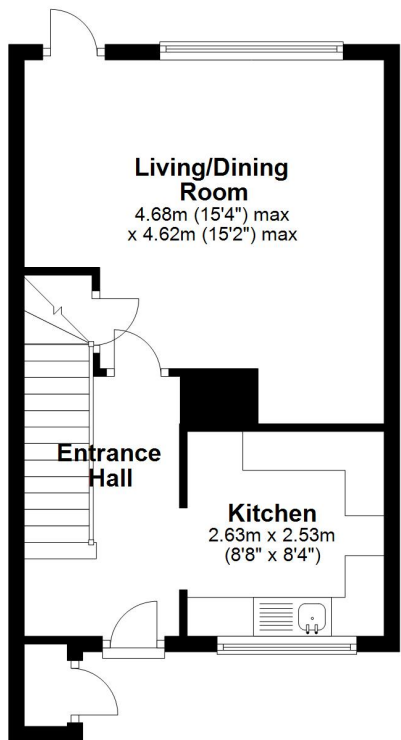 Living/Dining
Room
4.68m (15'4") max
x 4.62m (15'2") max
Entrance
Hall
Kitchen
2.63m x 2.53m
(8'8" x 8'4")